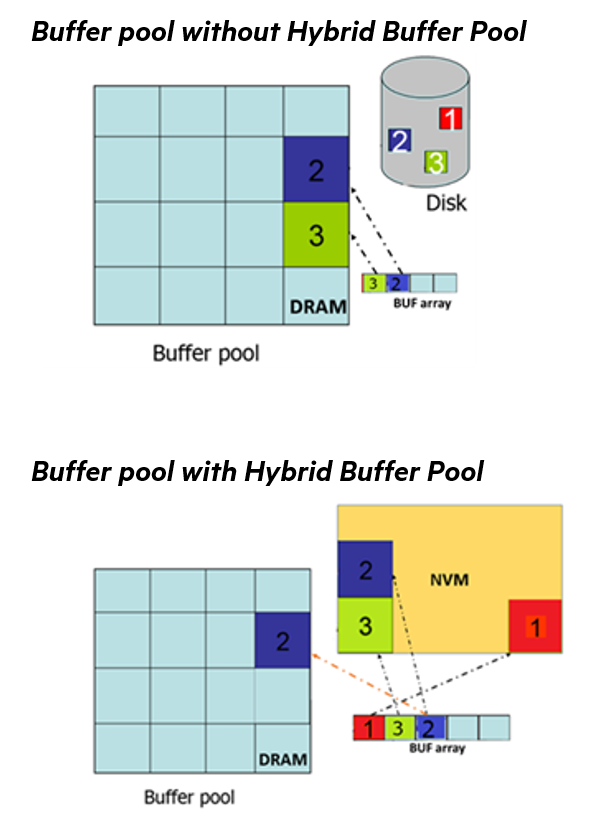 Buffer pool without Hybrid Buffer Pool
1
2
3
Disk
2
3
3 2
BUF array
DRAM
Buffer pool
Buffer pool with Hybrid Buffer Pool
2
NVM
3
1
2
1 3 2
BUF array
DRAM
Buffer pool